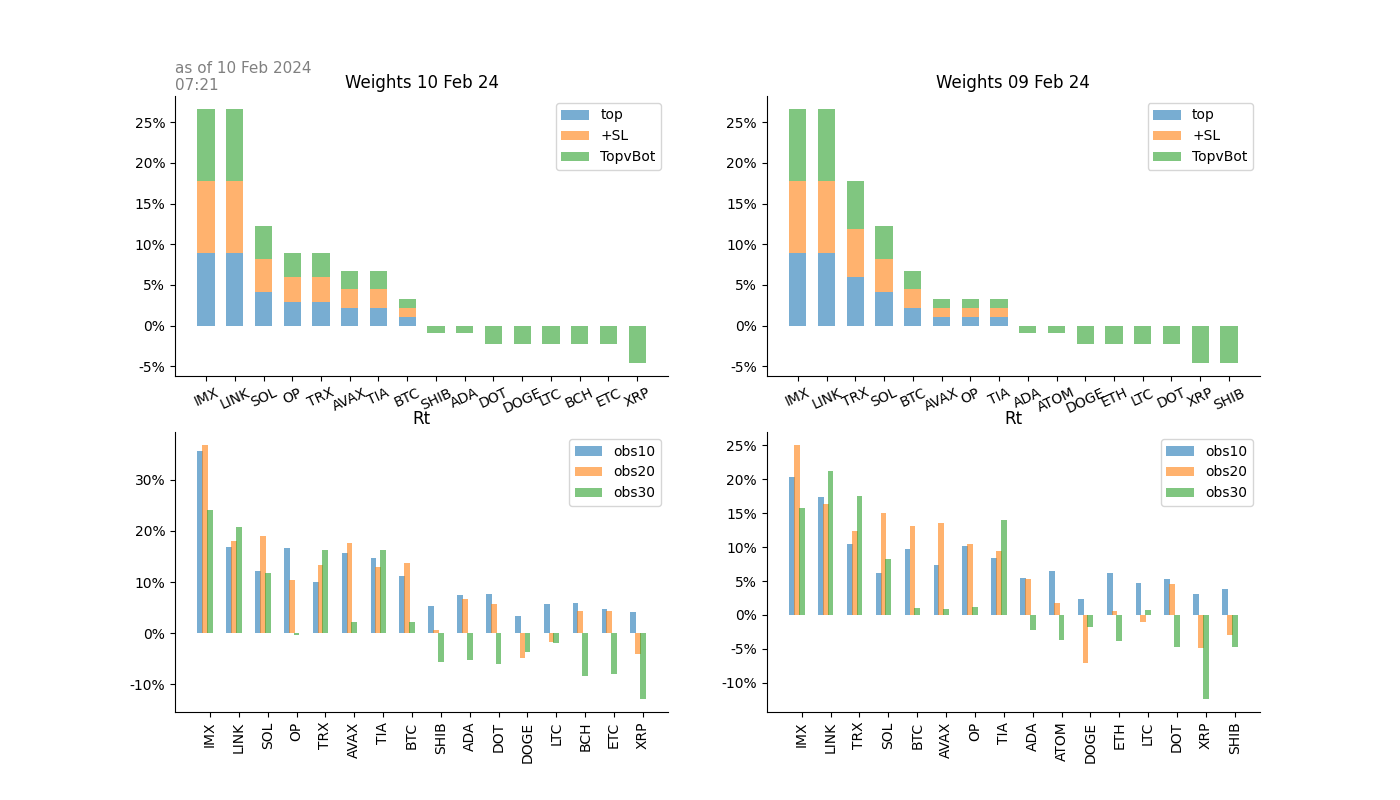 as of 10 Feb 2024
07:21
Weights 10 Feb 24
25%
20%
15%
10%
5%
0%
-5%
top
+SL
TopvBot
IMX LINK SOL OP TRX AVAX TIA BTC SHIB ADA DOT DOGE LTC BCH ETC XRP
Weights 09 Feb 24
25%
20%
15%
10%
5%
0%
-5%
top
+SL
TopvBot
IMX LINK TRX SOL BTC AVAX OP TIA ADA ATOM DOGE ETH LTC DOT XRP SHIB
Rt
30%
20%
10%
0%
-10%
obs10
obs20
obs30
IMX LINK SOL OP TRX AVAX TIA BTC SHIB ADA DOT DOGE LTC BCH ETC XRP
Rt
25%
20%
15%
10%
5%
0%
-5%
-10%
obs10
obs20
obs30
IMX LINK TRX SOL BTC AVAX OP TIA ADA ATOM DOGE ETH LTC DOT XRP SHIB